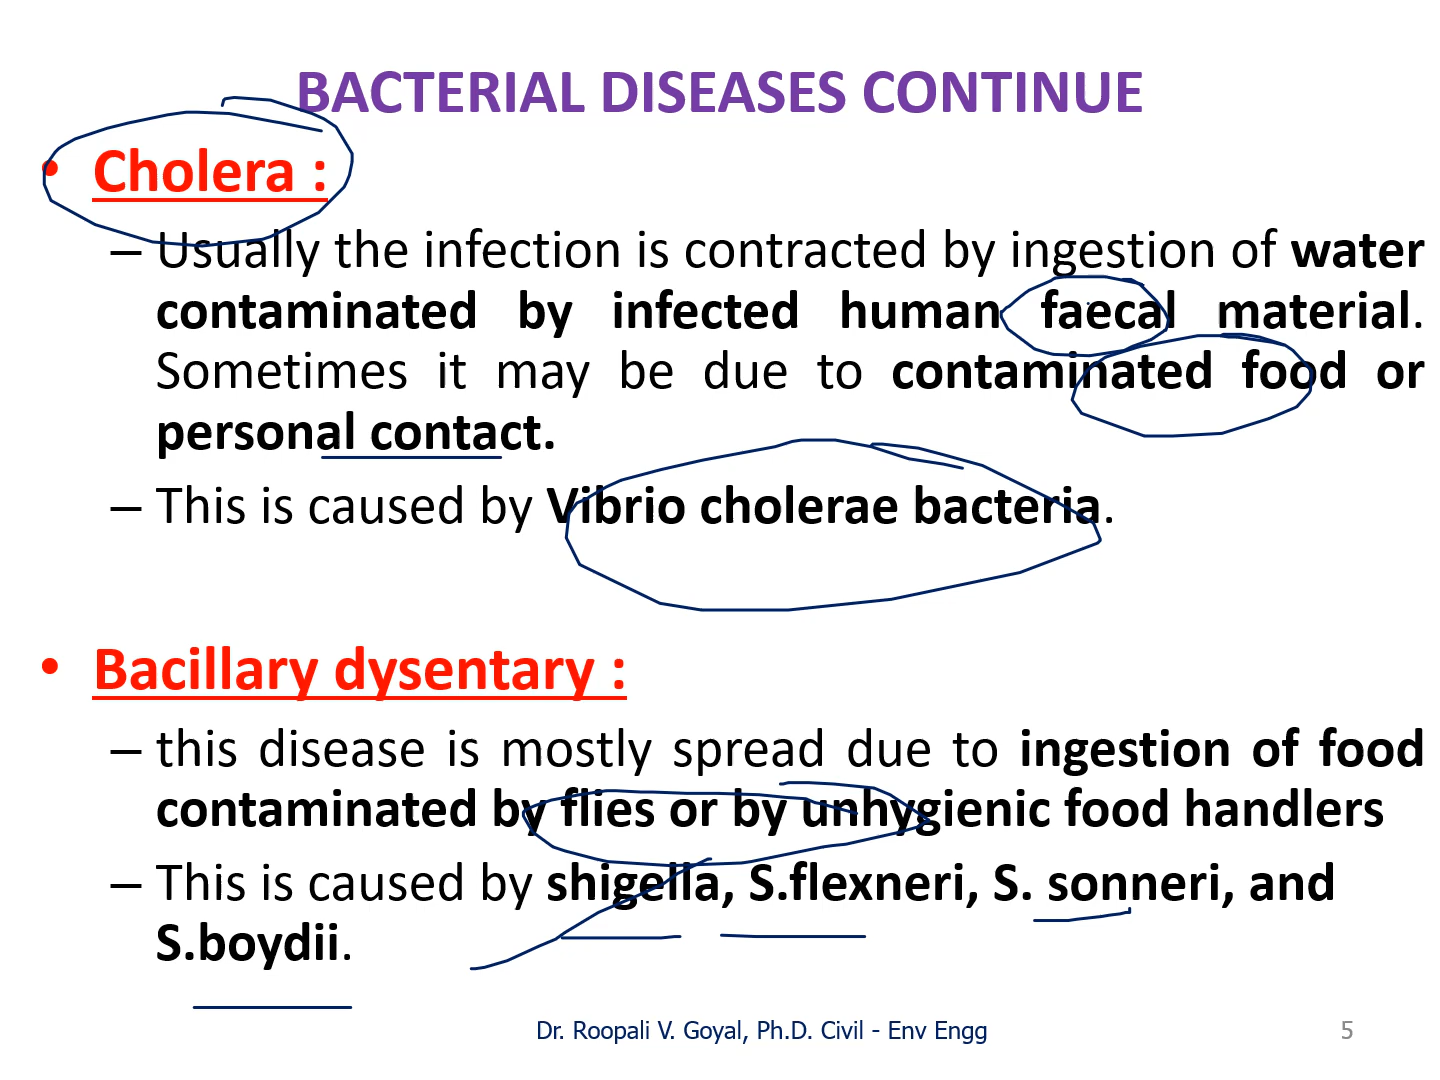 BACTERIAL DISEASES CONTINUE
• Cholera :
– Usually the infection is contracted by ingestion of water
contaminated by infected human faecal material.
Sometimes it may be due to contaminated food or
personal contact.
– This is caused by Vibrio cholerae bacteria.
• Bacillary dysentary :
– this disease is mostly spread due to ingestion of food
contaminated by flies or by unhygienic food handlers
– This is caused by shigella, S.flexneri, S. sonneri, and
S.boydii.
Dr. Roopali V. Goyal, Ph.D. Civil - Env Engg
5